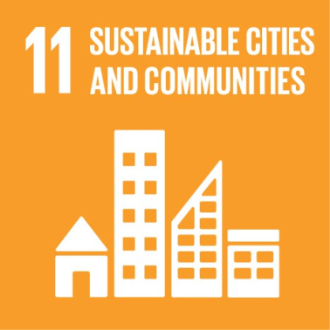 11 SUSTAINABLE CITIES
AND COMMUNITIES